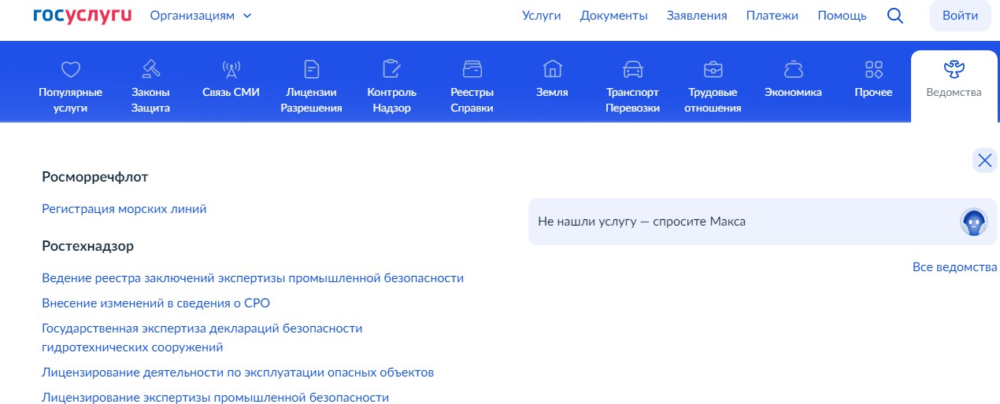 госуслуги Организациям Услуги Документы Заявления Платежи Помощь Войти
Популярные услуги
Законы Защита
Связь СМИ
Лицензии Разрешения
Контроль Надзор
Реестры Справки
Земля
Транспорт Перевозки
Трудовые отношения
Экономика
Прочее
Ведомства
Росморречфлот
Регистрация морских линий
Ростехнадзор
Ведение реестра заключений экспертизы промышленной безопасности
Внесение изменений в сведения о СРО
Государственная экспертиза деклараций безопасности
гидротехнических сооружений
Лицензирование деятельности по эксплуатации опасных объектов
Лицензирование экспертизы промышленной безопасности
Не нашли услугу — спросите Макса
Все ведомства